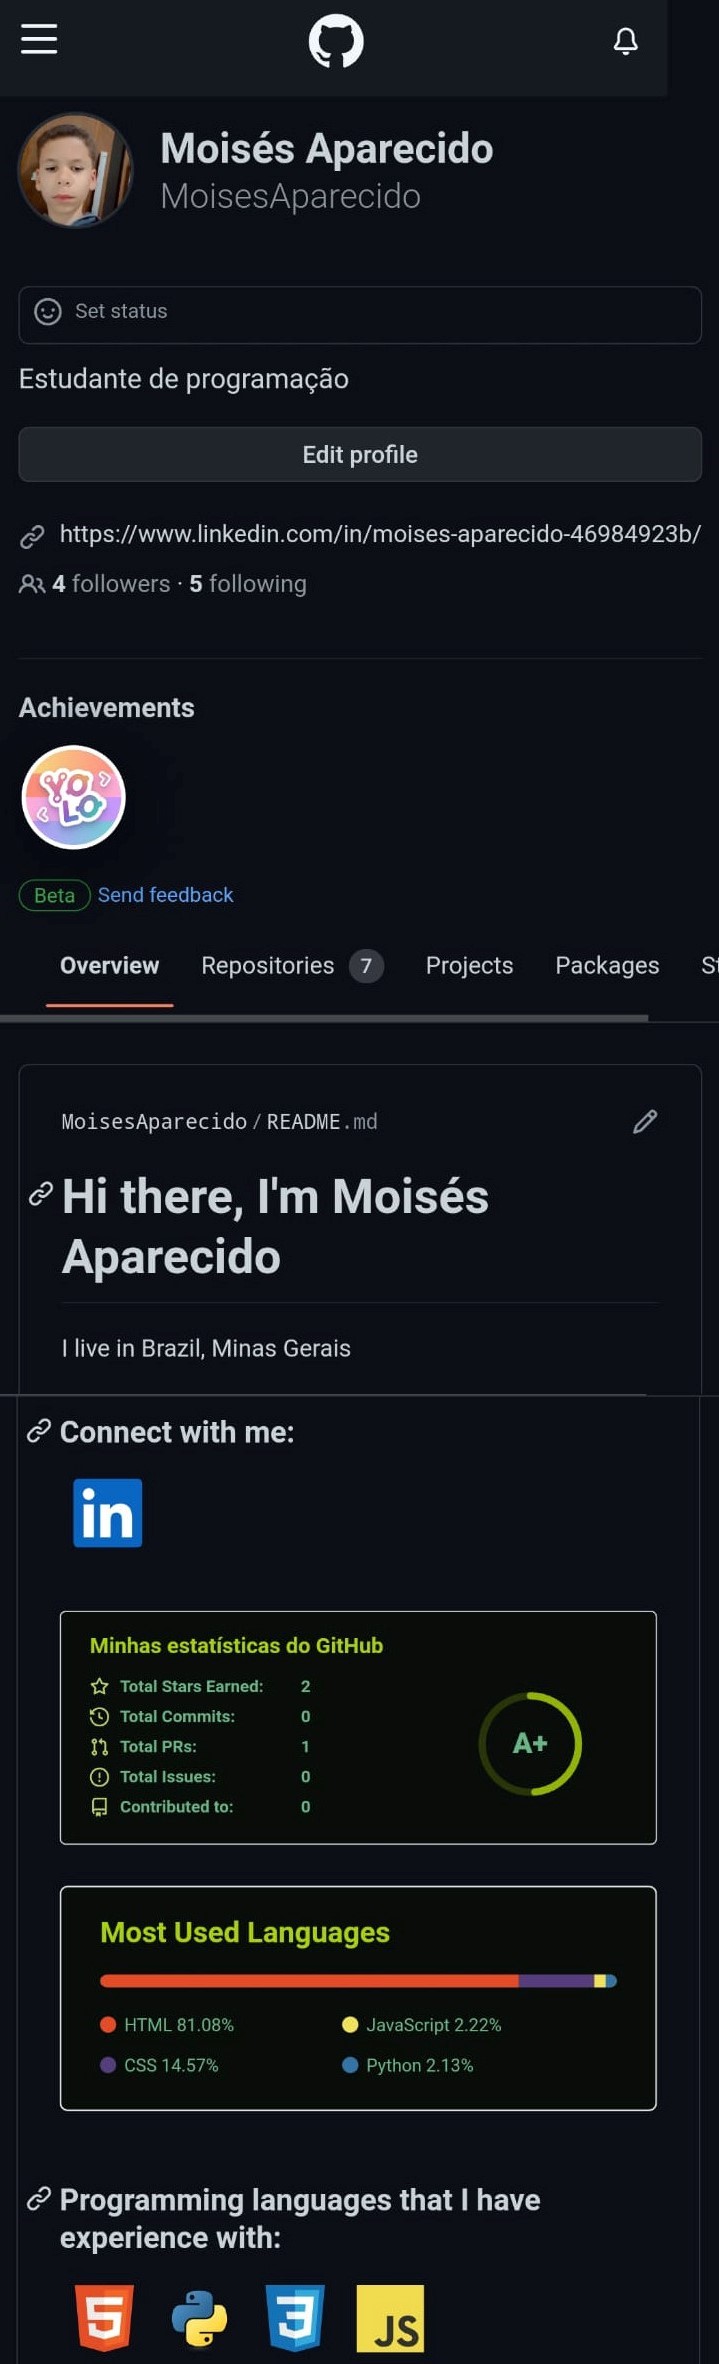 Moisés Aparecido
MoisesAparecido
Set status
Estudante de programação
Edit profile
https://www.linkedin.com/in/moises-aparecido-46984923b/
4 followers · 5 following
Achievements
YOLO
Beta Send feedback
Overview Repositories 7 Projects Packages St
MoisesAparecido / README.md
Hi there, I'm Moisés
Aparecido
I live in Brazil, Minas Gerais
Connect with me:
in
Minhas estatísticas do GitHub
Total Stars Earned: 2
Total Commits: 0
Total PRs: 1
Total Issues: 0
Contributed to: 0
A+
Most Used Languages
HTML 81.08% JavaScript 2.22%
CSS 14.57% Python 2.13%
Programming languages that I have
experience with:
5 3 JS